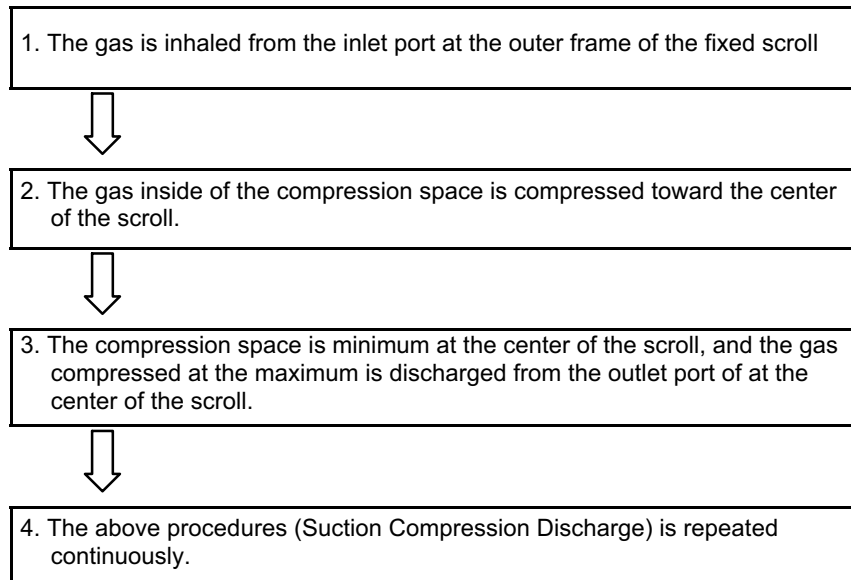 1. The gas is inhaled from the inlet port at the outer frame of the fixed scroll
2. The gas inside of the compression space is compressed toward the center
of the scroll.
3. The compression space is minimum at the center of the scroll, and the gas
compressed at the maximum is discharged from the outlet port of at the
center of the scroll.
4. The above procedures (Suction Compression Discharge) is repeated
continuously.